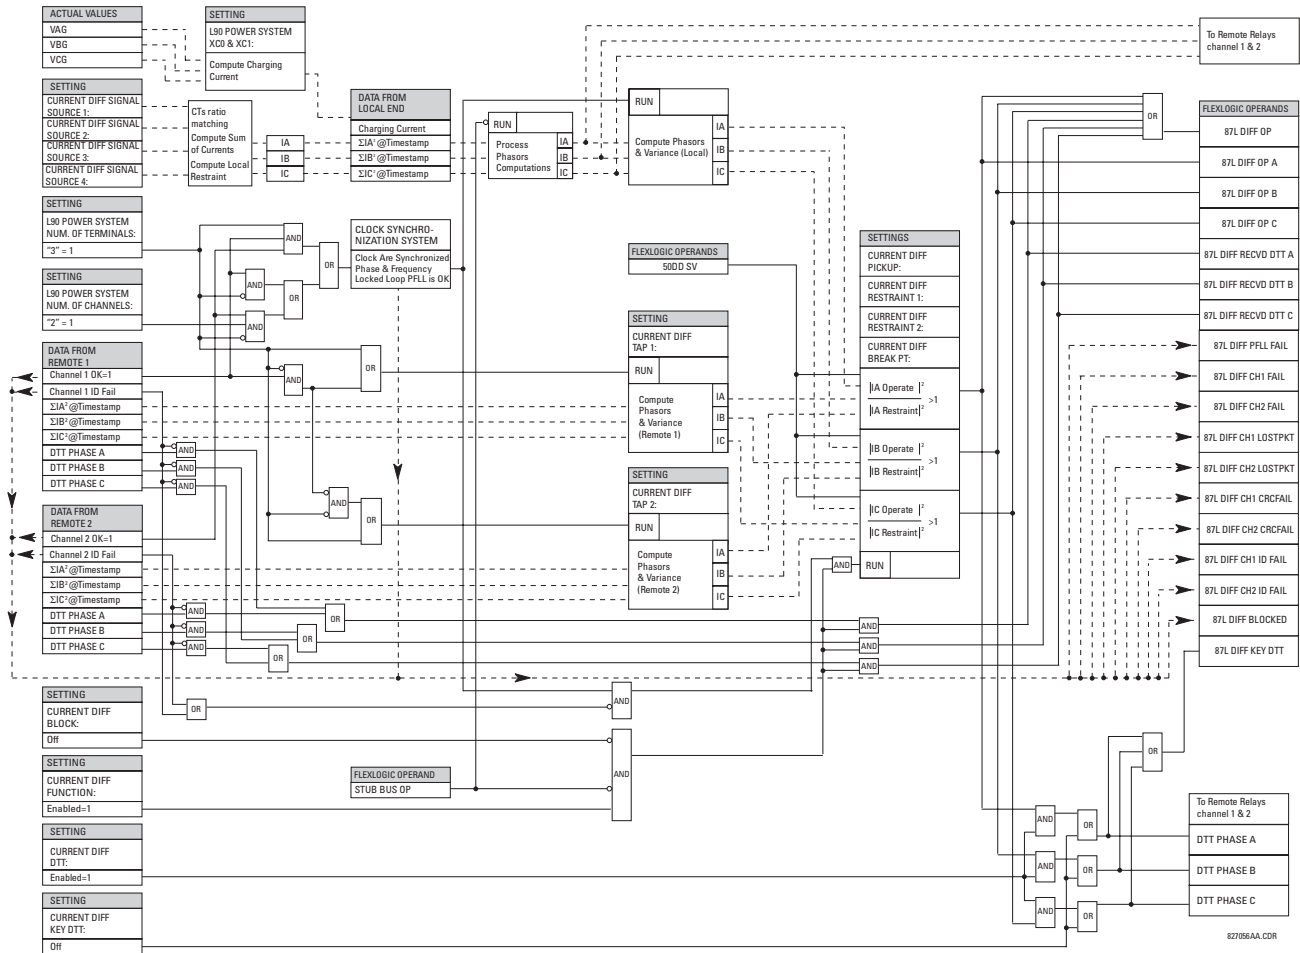 ACTUAL VALUES
VAG
VBG
VCG
SETTING
L90 POWER SYSTEM
XC0 & XC1:
Compute Charging
Current
To Remote Relays
channel 1 & 2
SETTING
CURRENT DIFF SIGNAL
SOURCE 1:
CURRENT DIFF SIGNAL
SOURCE 2:
CURRENT DIFF SIGNAL
SOURCE 3:
CURRENT DIFF SIGNAL
SOURCE 4:
CTs ratio
matching
Compute Sum
of Currents
Compute Local
Restraint
IA
IB
IC
DATA FROM
LOCAL END
Charging Current
ΣIA² @Timestamp
ΣIB² @Timestamp
ΣIC² @Timestamp
RUN
Process
Phasors
Computations
IA
IB
IC
RUN
Compute Phasors
& Variance (Local)
IA
IB
IC
OR
SETTING
L90 POWER SYSTEM
NUM. OF TERMINALS:
"3" = 1
SETTING
L90 POWER SYSTEM
NUM. OF CHANNELS:
"2" = 1
AND
AND
AND
OR
OR
CLOCK SYNCHRO-
NIZATION SYSTEM
Clock Are Synchronized
Phase & Frequency
Locked Loop PFLL is OK
FLEXLOGIC OPERANDS
50DD SV
SETTING
CURRENT DIFF
TAP 1:
RUN
Compute
Phasors
& Variance
(Remote 1)
IA
IB
IC
SETTING
CURRENT DIFF
TAP 2:
RUN
Compute
Phasors
& Variance
(Remote 2)
IA
IB
IC
DATA FROM
REMOTE 1
Channel 1 OK=1
Channel 1 ID Fail
ΣIA² @Timestamp
ΣIB² @Timestamp
ΣIC² @Timestamp
DTT PHASE A
DTT PHASE B
DTT PHASE C
AND
AND
AND
AND
OR
AND
OR
DATA FROM
REMOTE 2
Channel 2 OK=1
Channel 2 ID Fail
ΣIA² @Timestamp
ΣIB² @Timestamp
ΣIC² @Timestamp
DTT PHASE A
DTT PHASE B
DTT PHASE C
AND
AND
AND
OR
OR
OR
SETTINGS
CURRENT DIFF
PICKUP:
CURRENT DIFF
RESTRAINT 1:
CURRENT DIFF
RESTRAINT 2:
CURRENT DIFF
BREAK PT:
|IA Operate |²
>1
|IA Restraint|²
|IB Operate |²
>1
|IB Restraint|²
|IC Operate |²
>1
|IC Restraint|²
AND
RUN
AND
AND
AND
FLEXLOGIC OPERANDS
87L DIFF OP
87L DIFF OP A
87L DIFF OP B
87L DIFF OP C
87L DIFF RECVD DTT A
87L DIFF RECVD DTT B
87L DIFF RECVD DTT C
87L DIFF PFLL FAIL
87L DIFF CH1 FAIL
87L DIFF CH2 FAIL
87L DIFF CH1 LOSTPKT
87L DIFF CH2 LOSTPKT
87L DIFF CH1 CRCFAIL
87L DIFF CH2 CRCFAIL
87L DIFF CH1 ID FAIL
87L DIFF CH2 ID FAIL
87L DIFF BLOCKED
87L DIFF KEY DTT
SETTING
CURRENT DIFF
BLOCK:
Off
OR
AND
SETTING
CURRENT DIFF
FUNCTION:
Enabled=1
FLEXLOGIC OPERAND
STUB BUS OP
AND
SETTING
CURRENT DIFF
DTT:
Enabled=1
SETTING
CURRENT DIFF
KEY DTT:
Off
OR
AND
OR
AND
OR
AND
OR
To Remote Relays
channel 1 & 2
DTT PHASE A
DTT PHASE B
DTT PHASE C
827056AA.CDR